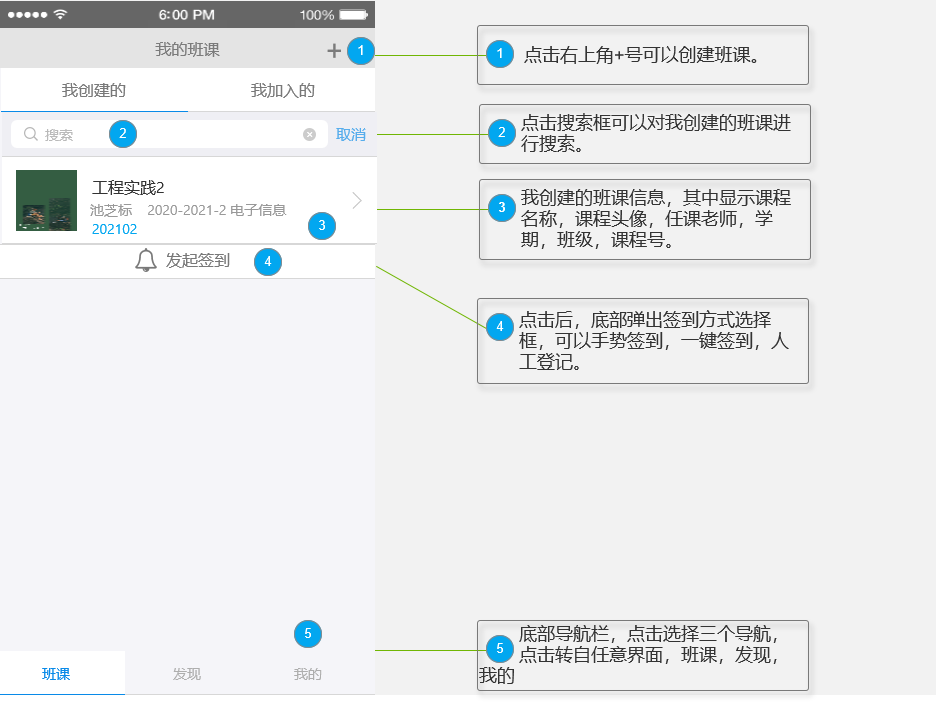 6:00 PM 100%
我的班课 + 1
我创建的 我加入的
搜索 2 取消
工程实践2
池芝标 2020-2021-2 电子信息
202102 3
发起签到 4
5
班课 发现 我的
1 点击右上角+号可以创建班课。
2 点击搜索框可以对我创建的班课进
行搜索。
3 我创建的班课信息，其中显示课程
名称，课程头像，任课老师，学
期，班级，课程号。
4 点击后，底部弹出签到方式选择
框，可以手势签到，一键签到，人
工登记。
5 底部导航栏，点击选择三个导航，
点击转自任意界面，班课，发现，
我的